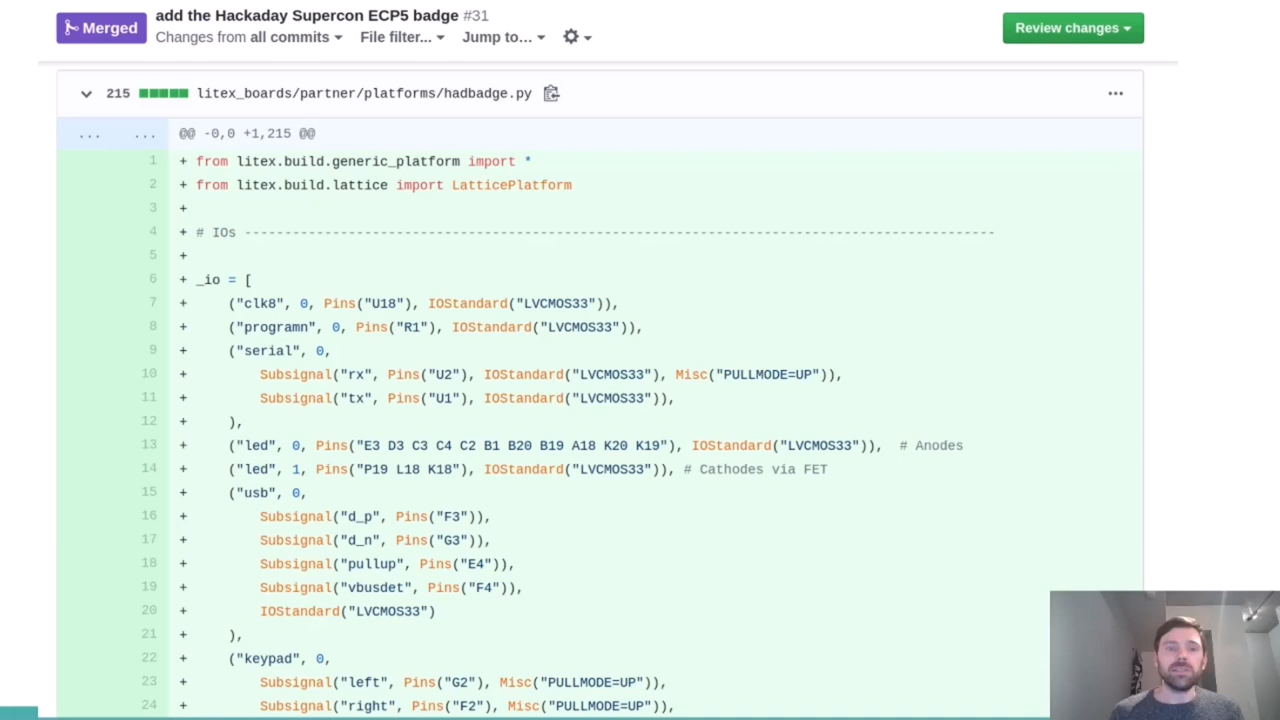 Merged
add the Hackaday Supercon ECP5 badge #31
Changes from all commits File filter... Jump to...
Review changes
215 litex_boards/partner/platforms/hadbadge.py ...
... ... @@ -0,0 +1,215 @@
1 + from litex.build.generic_platform import *
2 + from litex.build.lattice import LatticePlatform
3 +
4 + # IOs ----------------------------------------------------------------------------------------------
5 +
6 + _io = [
7 + ("clk8", 0, Pins("U18"), IOStandard("LVCMOS33")),
8 + ("programn", 0, Pins("R1"), IOStandard("LVCMOS33")),
9 + ("serial", 0,
10 + Subsignal("rx", Pins("U2"), IOStandard("LVCMOS33"), Misc("PULLMODE=UP")),
11 + Subsignal("tx", Pins("U1"), IOStandard("LVCMOS33")),
12 + ),
13 + ("led", 0, Pins("E3 D3 C3 C4 C2 B1 B20 B19 A18 K20 K19"), IOStandard("LVCMOS33")), # Anodes
14 + ("led", 1, Pins("P19 L18 K18"), IOStandard("LVCMOS33")), # Cathodes via FET
15 + ("usb", 0,
16 + Subsignal("d_p", Pins("F3")),
17 + Subsignal("d_n", Pins("G3")),
18 + Subsignal("pullup", Pins("E4")),
19 + Subsignal("vbusdet", Pins("F4")),
20 + IOStandard("LVCMOS33")
21 + ),
22 + ("keypad", 0,
23 + Subsignal("left", Pins("G2"), Misc("PULLMODE=UP")),
24 + Subsignal("right", Pins("F2"), Misc("PULLMODE=UP")),